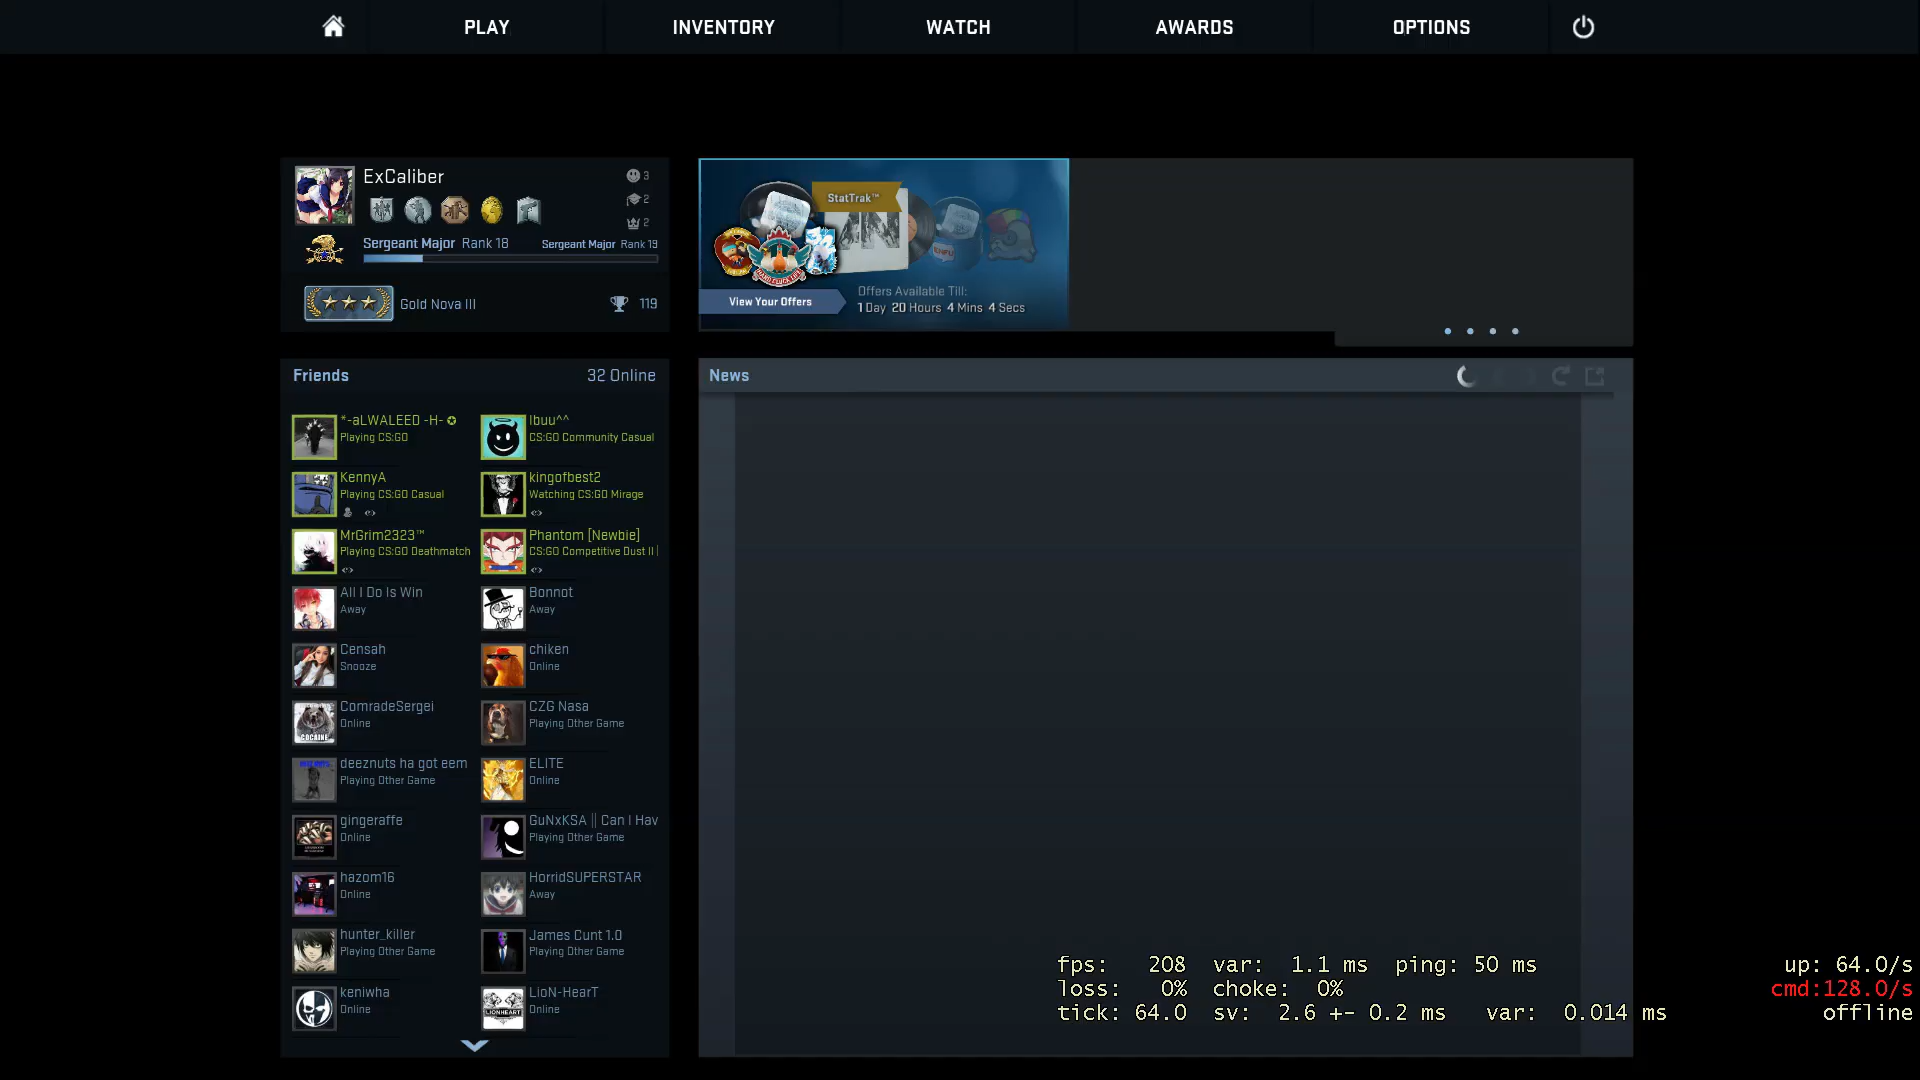 PLAY
INVENTORY
WATCH
AWARDS
OPTIONS
ExCaliber
3
2
2
Sergeant Major Rank 18
Sergeant Major Rank 19
Gold Nova III
119
StatTrak™
View Your Offers
Offers Available Till:
1 Day 20 Hours 4 Mins 4 Secs
Friends
32 Online
*-aLWALEED -H- ✪
Playing CS:GO
Ibuu^^
CS:GO Community Casual
KennyA
Playing CS:GO Casual
kingofbest2
Watching CS:GO Mirage
MrGrim2323™
Playing CS:GO Deathmatch
Phantom [Newbie]
CS:GO Competitive Dust II |
All I Do Is Win
Away
Bonnot
Away
Censah
Snooze
chiken
Online
ComradeSergei
Online
COCAINE
CZG Nasa
Playing Other Game
deeznuts ha got eem
Playing Other Game
ELITE
Online
gingeraffe
Online
GuNxKSA || Can I Hav
Playing Other Game
hazom16
Online
HorridSUPERSTAR
Away
hunter_killer
Playing Other Game
James Cunt 1.0
Playing Other Game
keniwha
Online
LioN-HearT
Online
LIONHEART
News
fps: 208 var: 1.1 ms ping: 50 ms
loss: 0% choke: 0%
tick: 64.0 sv: 2.6 +- 0.2 ms var: 0.014 ms
up: 64.0/s
cmd:128.0/s
offline